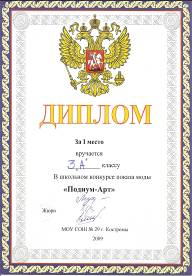 ДИПЛОМ
За I место
вручается
3 „А" классу
В школьном конкурсе показа моды
«Подиум-Арт»
Жюри
МОУ СОШ № 29 г. Костромы
2009